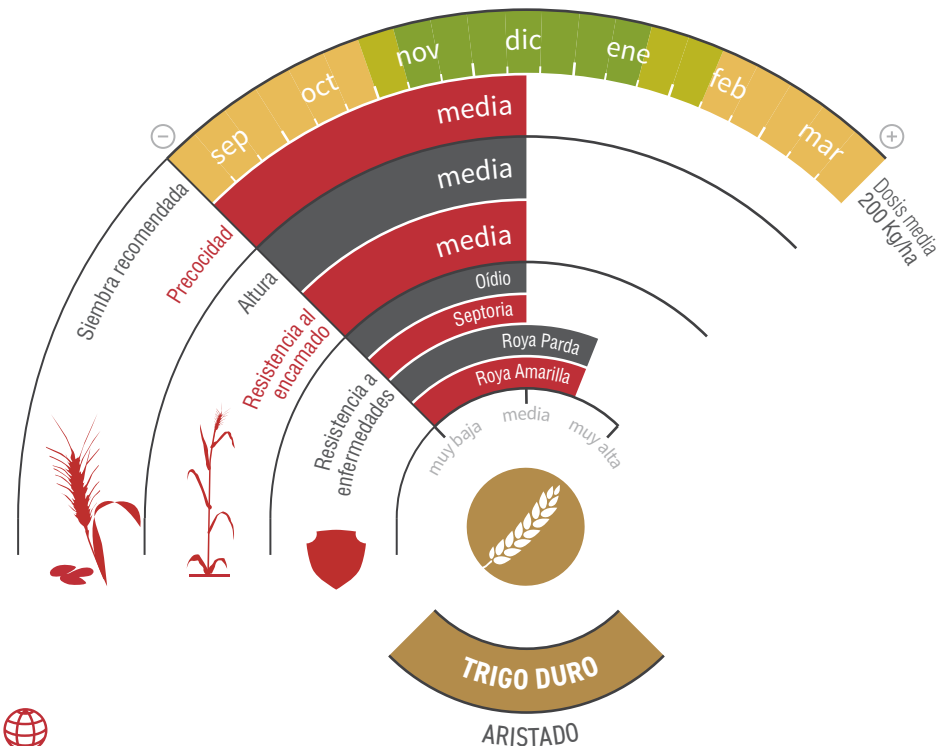 sep
oct
nov
dic
ene
feb
mar
−
+
Dosis media
200 Kg/ha
Siembra recomendada
Precocidad
media
Altura
media
Resistencia al
encamado
media
Resistencia a
enfermedades
Oídio
Septoria
Roya Parda
Roya Amarilla
muy baja
media
muy alta
TRIGO DURO
ARISTADO